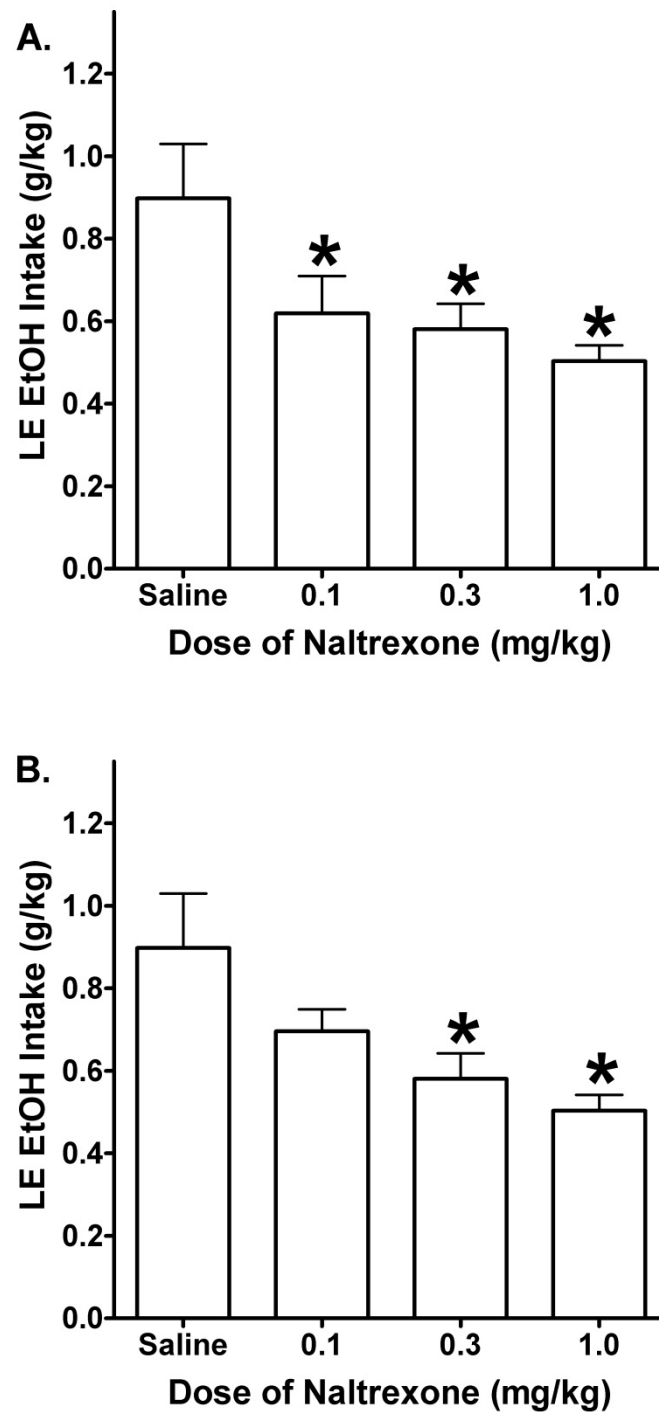 A.
LE EtOH Intake (g/kg)
1.2
1.0
0.8
0.6
0.4
0.2
0.0
* * *
Saline 0.1 0.3 1.0
Dose of Naltrexone (mg/kg)
B.
LE EtOH Intake (g/kg)
1.2
1.0
0.8
0.6
0.4
0.2
0.0
* *
Saline 0.1 0.3 1.0
Dose of Naltrexone (mg/kg)